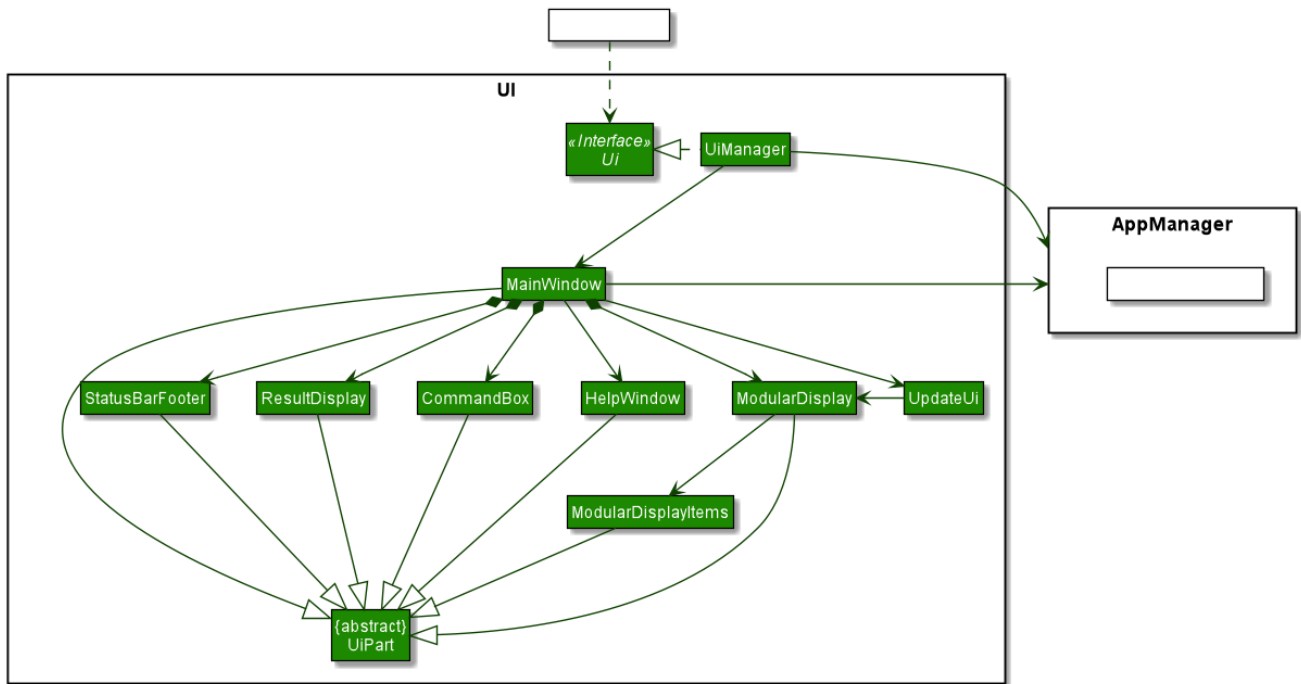 UI
«Interface»
Ui
UiManager
AppManager
MainWindow
StatusBarFooter
ResultDisplay
CommandBox
HelpWindow
ModularDisplay
UpdateUi
ModularDisplayItems
{abstract}
UiPart